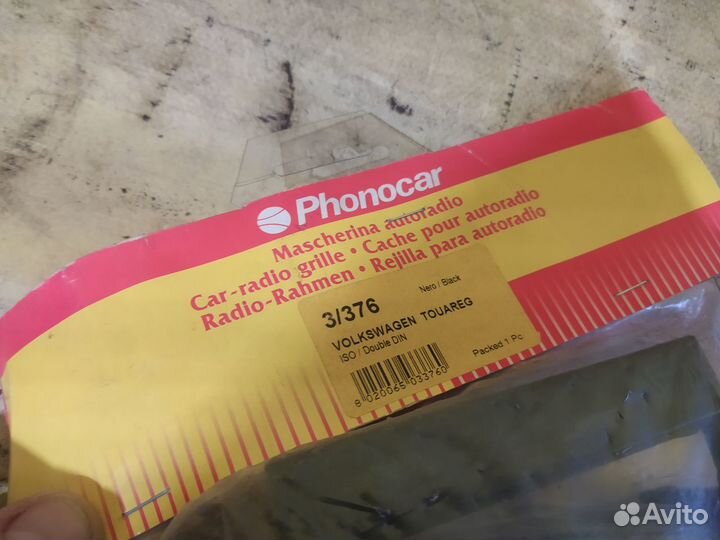 Phonocar
Mascherina autoradio
Car-radio grille • Cache pour autoradio
Radio-Rahmen • Rejilla para autoradio
3/376
Nero / Black
VOLKSWAGEN TOUAREG
ISO / Double DIN
Packed 1 Pc
8 020065 033760
Avito